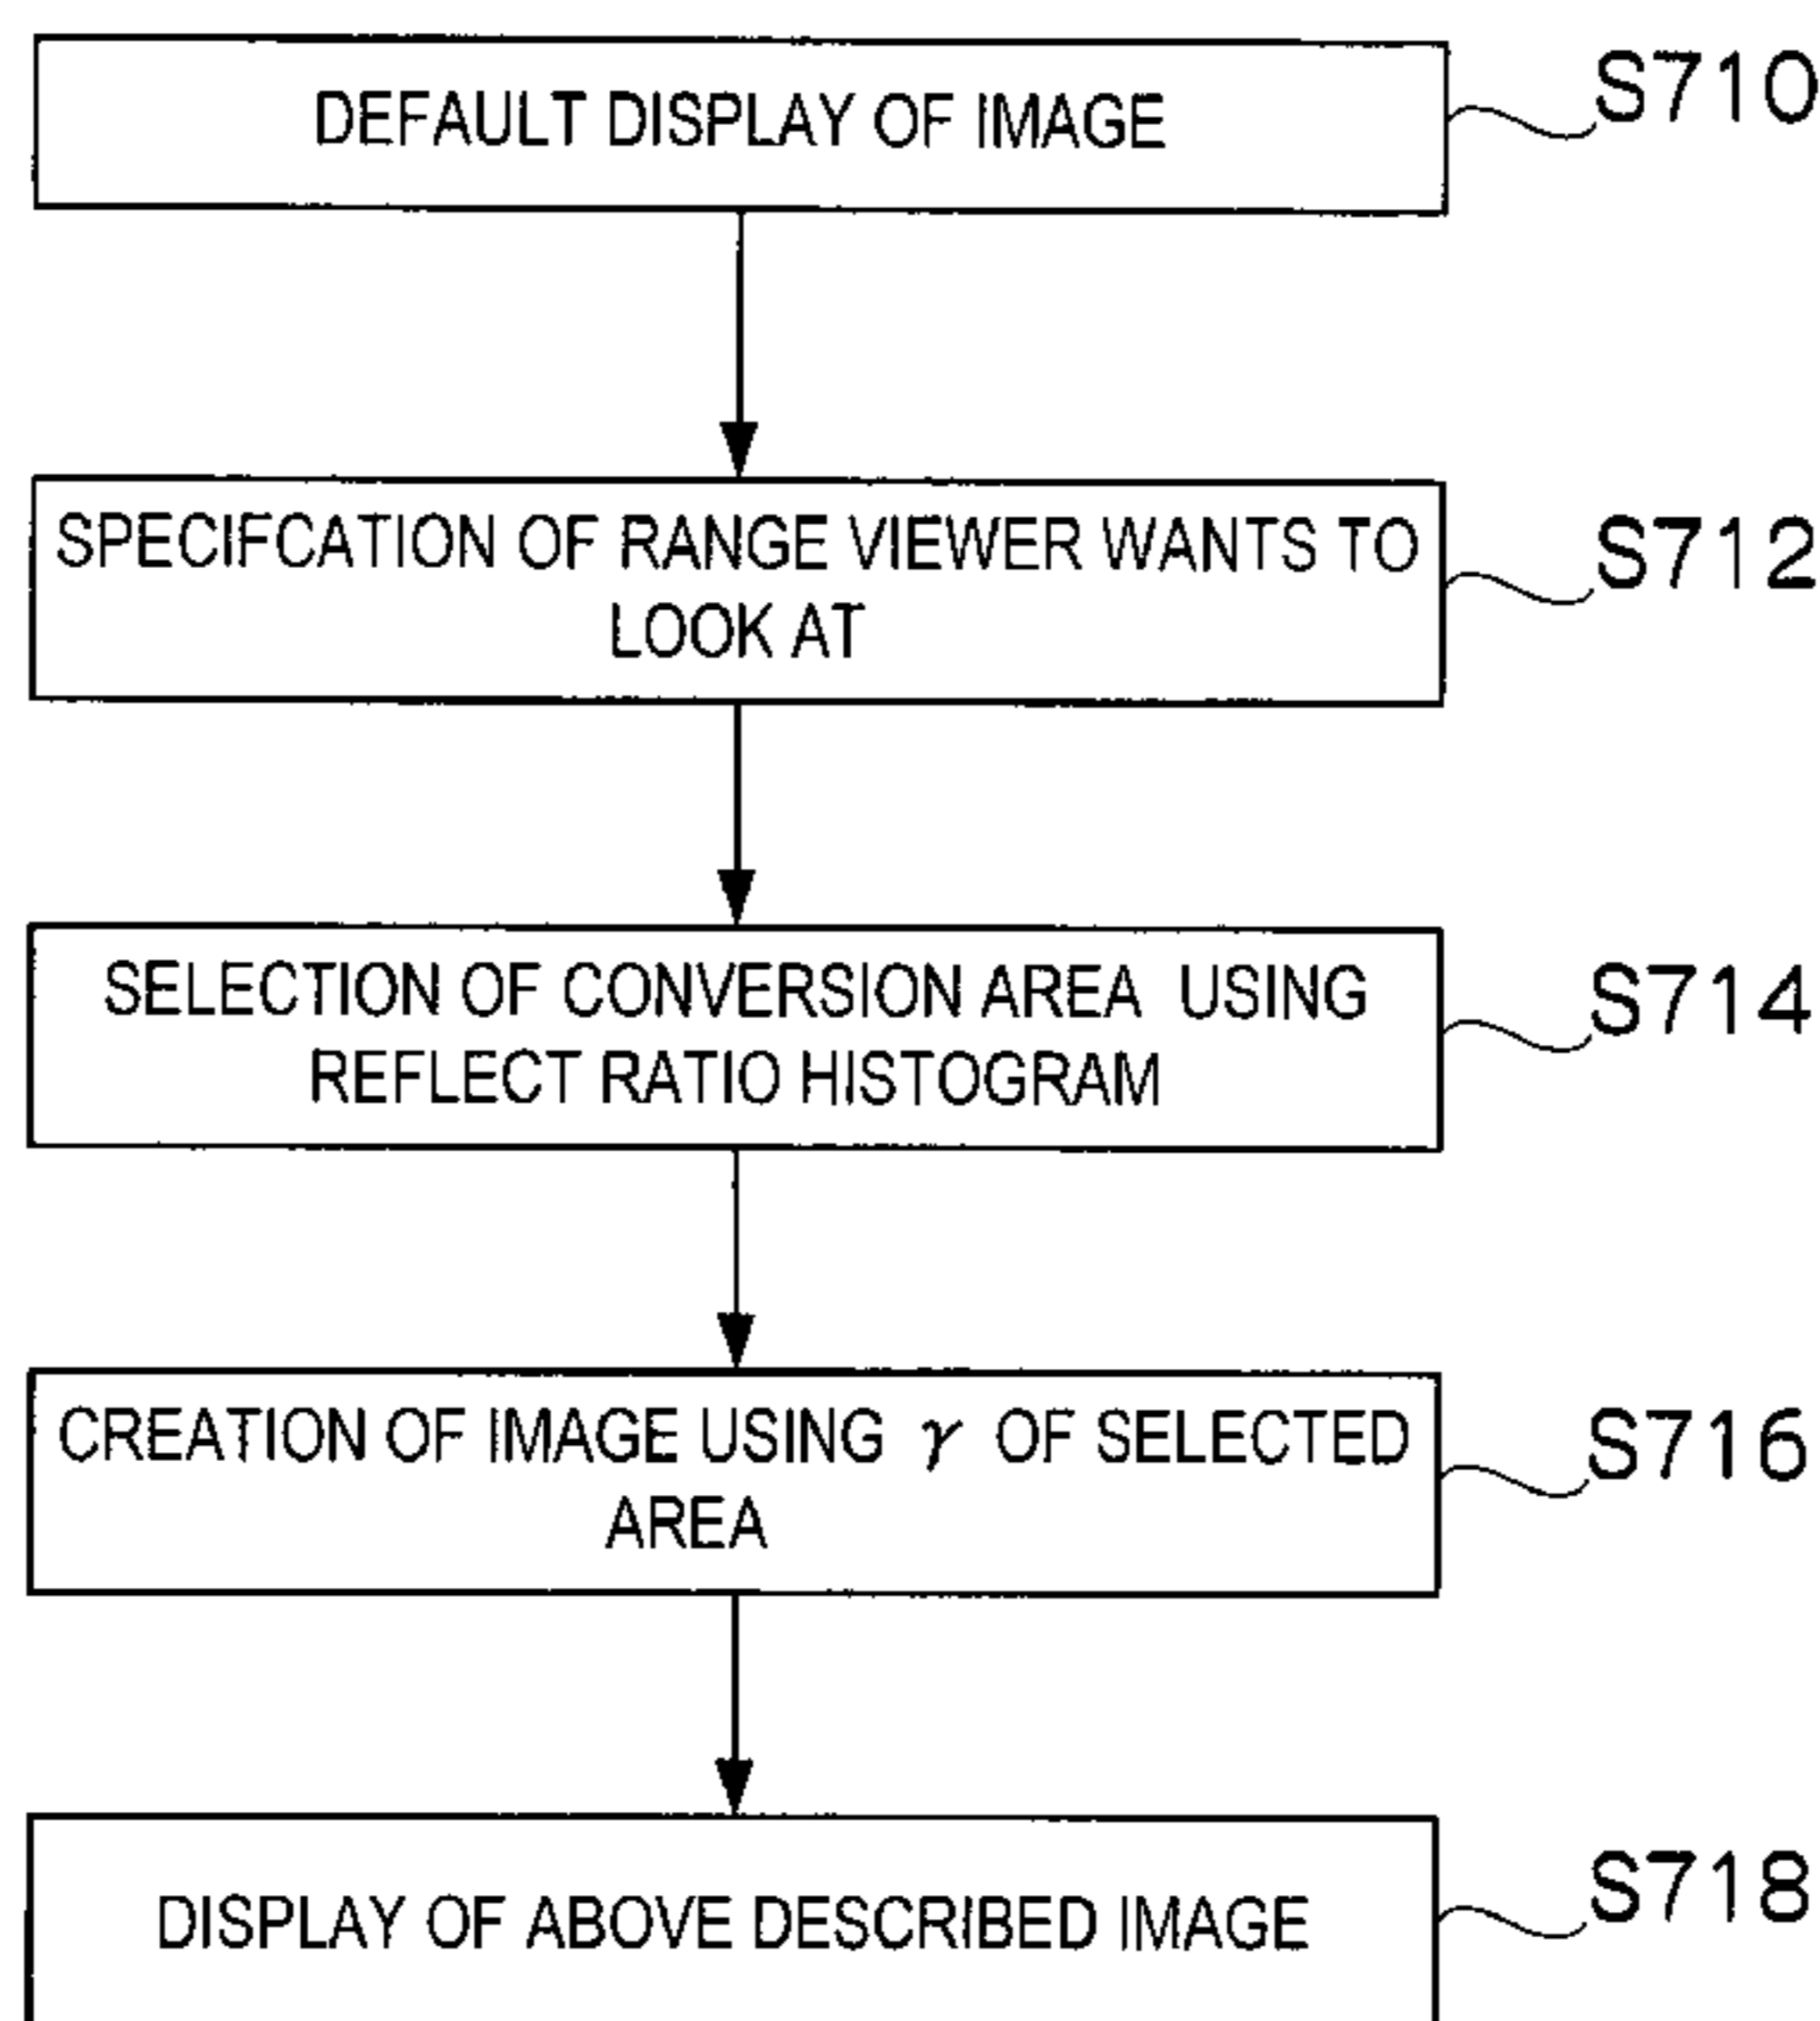 DEFAULT DISPLAY OF IMAGE
S710
SPECIFCATION OF RANGE VIEWER WANTS TO
LOOK AT
S712
SELECTION OF CONVERSION AREA USING
REFLECT RATIO HISTOGRAM
S714
CREATION OF IMAGE USING γ OF SELECTED
AREA
S716
DISPLAY OF ABOVE DESCRIBED IMAGE
S718